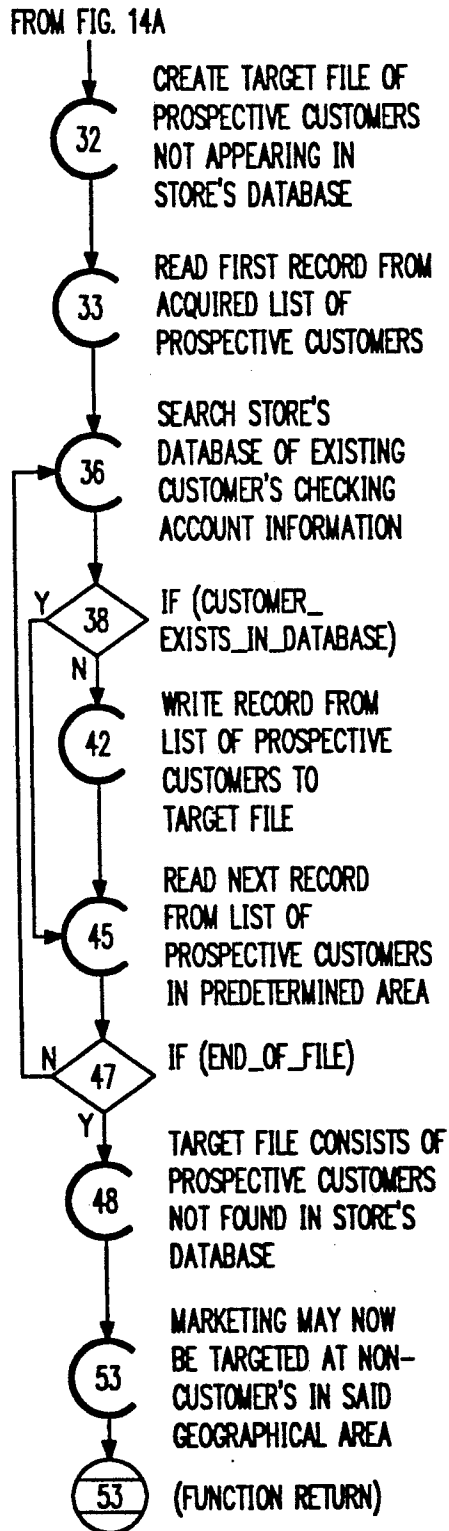 FROM FIG. 14A
32
CREATE TARGET FILE OF
PROSPECTIVE CUSTOMERS
NOT APPEARING IN
STORE'S DATABASE
33
READ FIRST RECORD FROM
ACQUIRED LIST OF
PROSPECTIVE CUSTOMERS
36
SEARCH STORE'S
DATABASE OF EXISTING
CUSTOMER'S CHECKING
ACCOUNT INFORMATION
Y
38
IF (CUSTOMER_
EXISTS_IN_DATABASE)
N
42
WRITE RECORD FROM
LIST OF PROSPECTIVE
CUSTOMERS TO
TARGET FILE
45
READ NEXT RECORD
FROM LIST OF
PROSPECTIVE CUSTOMERS
IN PREDETERMINED AREA
N
47
IF (END_OF_FILE)
Y
48
TARGET FILE CONSISTS OF
PROSPECTIVE CUSTOMERS
NOT FOUND IN STORE'S
DATABASE
53
MARKETING MAY NOW
BE TARGETED AT NON-
CUSTOMER'S IN SAID
GEOGRAPHICAL AREA
53
(FUNCTION RETURN)